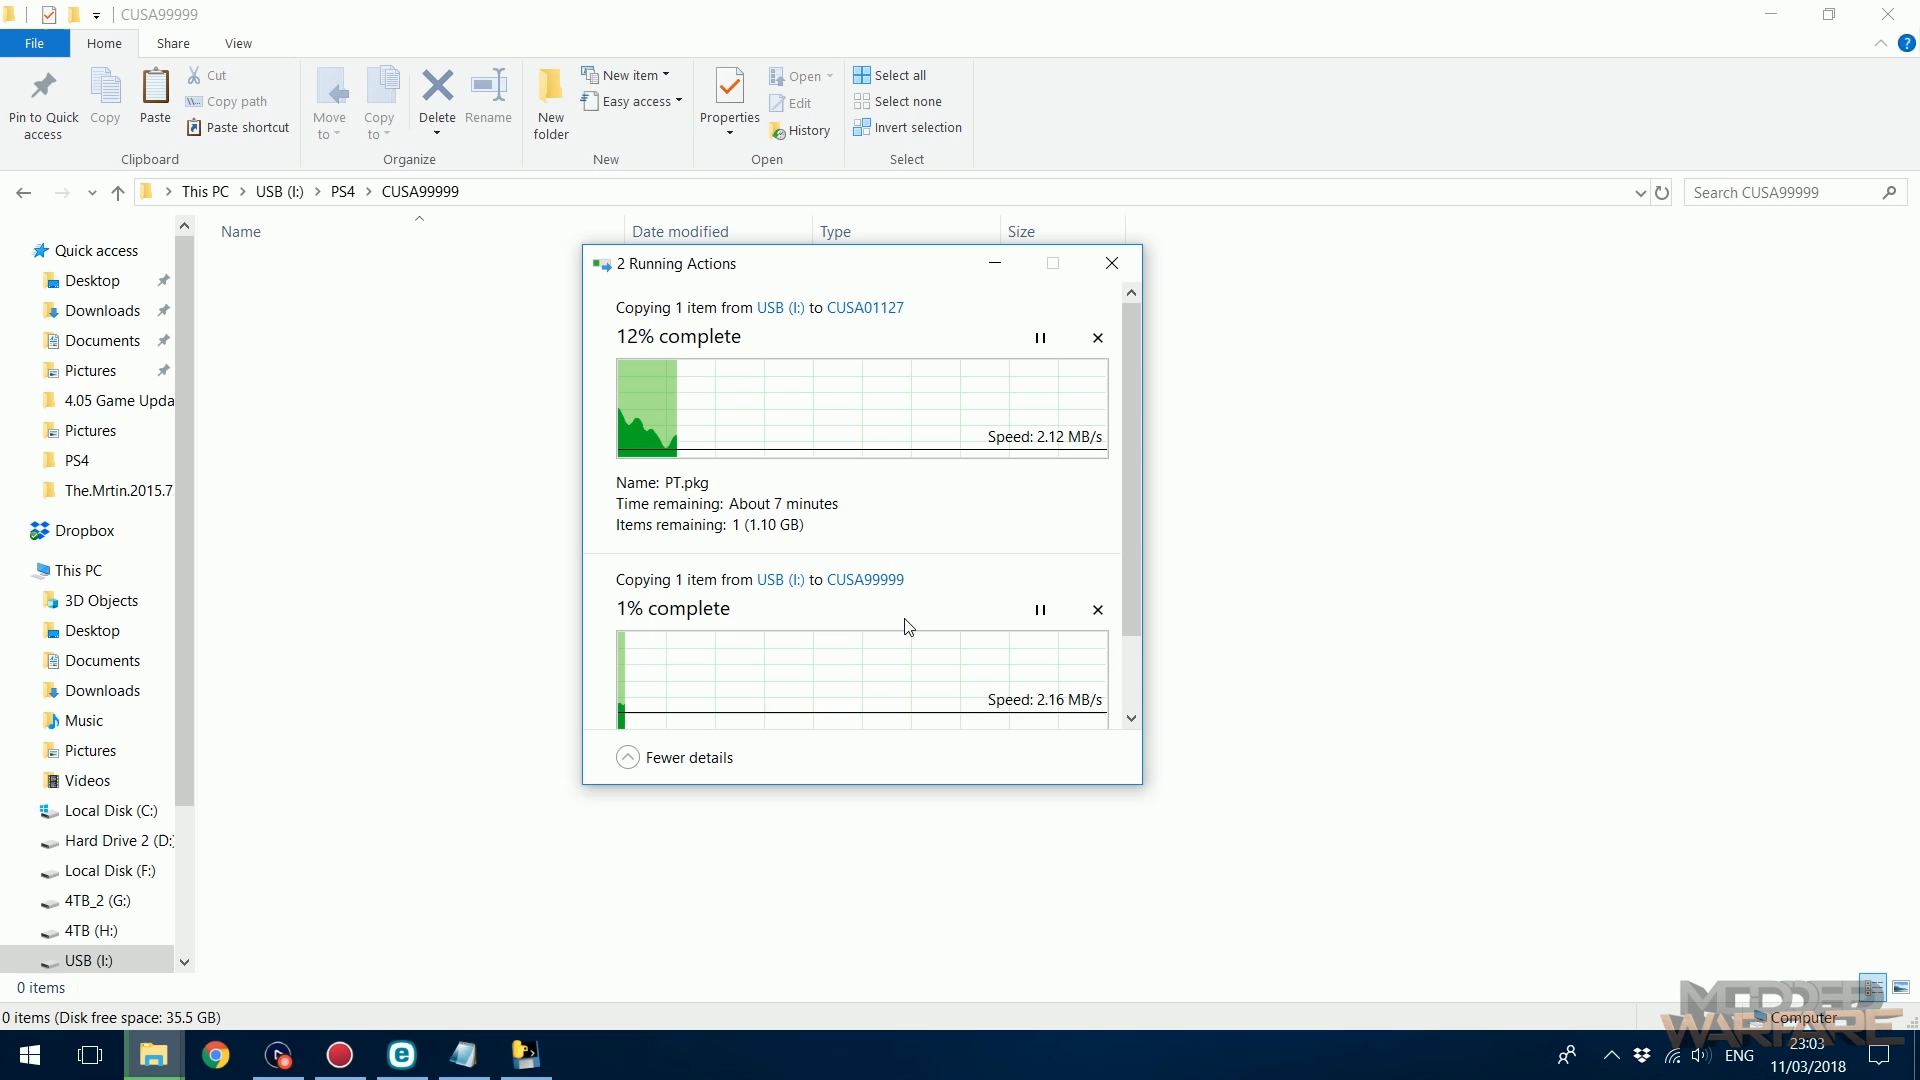 CUSA99999
File
Home
Share
View
Pin to Quick access
Copy
Paste
Cut
Copy path
Paste shortcut
Clipboard
Move to
Copy to
Delete
Rename
Organize
New folder
New item
Easy access
New
Properties
Open
Edit
History
Open
Select all
Select none
Invert selection
Select
This PC
USB (I:)
PS4
CUSA99999
Search CUSA99999
Name
Date modified
Type
Size
Quick access
Desktop
Downloads
Documents
Pictures
4.05 Game Upda
Pictures
PS4
The.Mrtin.2015.7
Dropbox
This PC
3D Objects
Desktop
Documents
Downloads
Music
Pictures
Videos
Local Disk (C:)
Hard Drive 2 (D:)
Local Disk (F:)
4TB_2 (G:)
4TB (H:)
USB (I:)
2 Running Actions
Copying 1 item from USB (I:) to CUSA01127
12% complete
Speed: 2.12 MB/s
Name: PT.pkg
Time remaining: About 7 minutes
Items remaining: 1 (1.10 GB)
Copying 1 item from USB (I:) to CUSA99999
1% complete
Speed: 2.16 MB/s
Fewer details
0 items
0 items (Disk free space: 35.5 GB)
Computer
MODDED
WARFARE
ENG
23:03
11/03/2018